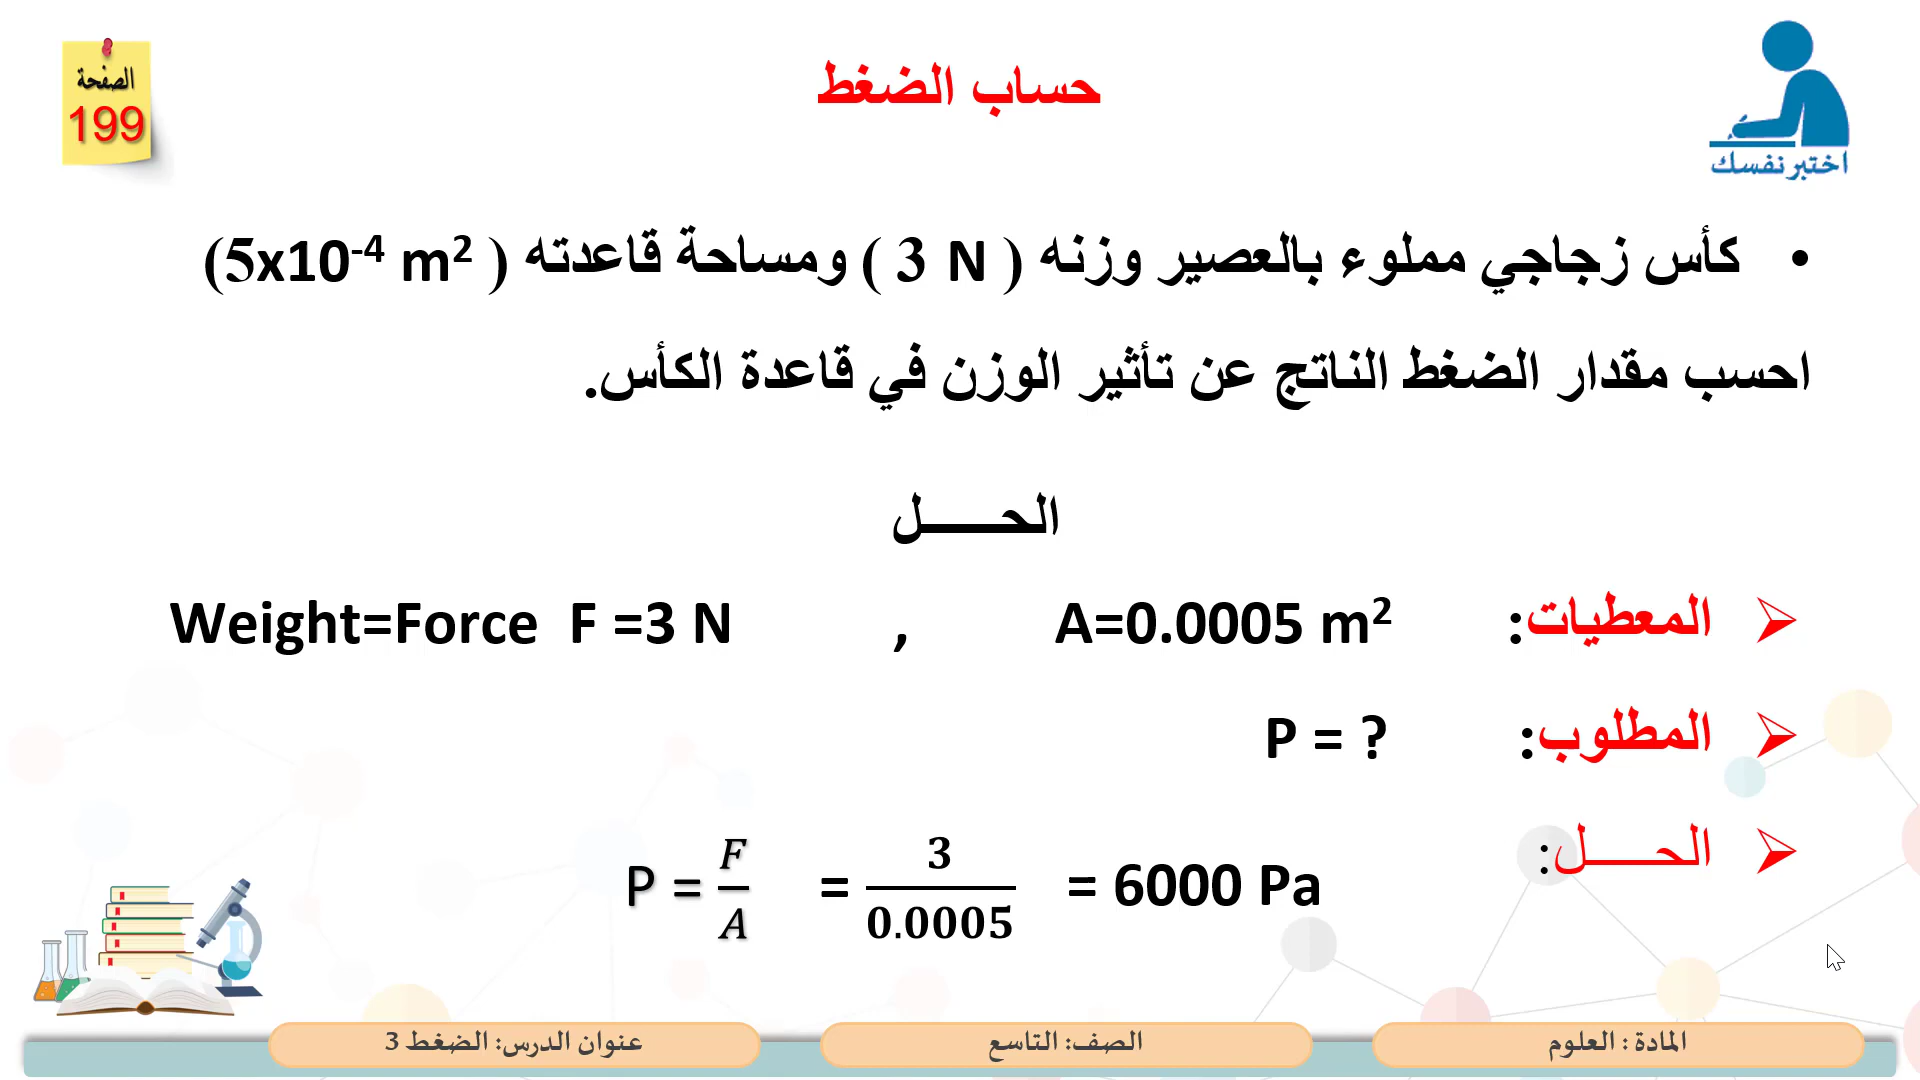 الصفحة
199
حساب الضغط
اختبر نفسك
• كأس زجاجي مملوء بالعصير وزنه ( 3 N ) ومساحة قاعدته ( 5x10⁻⁴ m²)
احسب مقدار الضغط الناتج عن تأثير الوزن في قاعدة الكأس.
الحـــــــل
المعطيات: A=0.0005 m² , Weight=Force F =3 N
المطلوب: P = ?
الحـــــل: P = F/A = 3/0.0005 = 6000 Pa
المادة : العلوم
الصف: التاسع
عنوان الدرس: الضغط 3